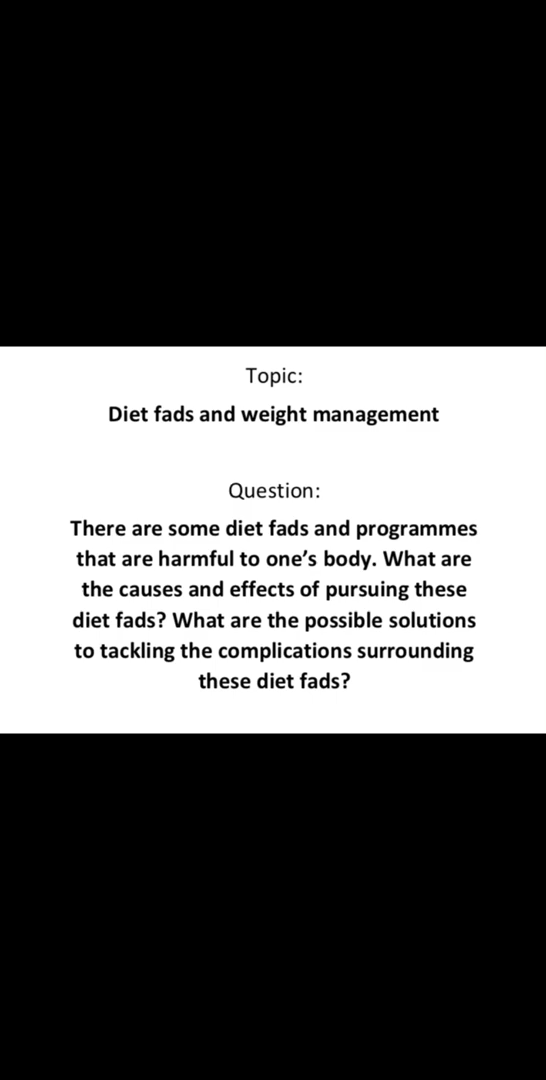 Topic:
Diet fads and weight management
Question:
There are some diet fads and programmes
that are harmful to one’s body. What are
the causes and effects of pursuing these
diet fads? What are the possible solutions
to tackling the complications surrounding
these diet fads?